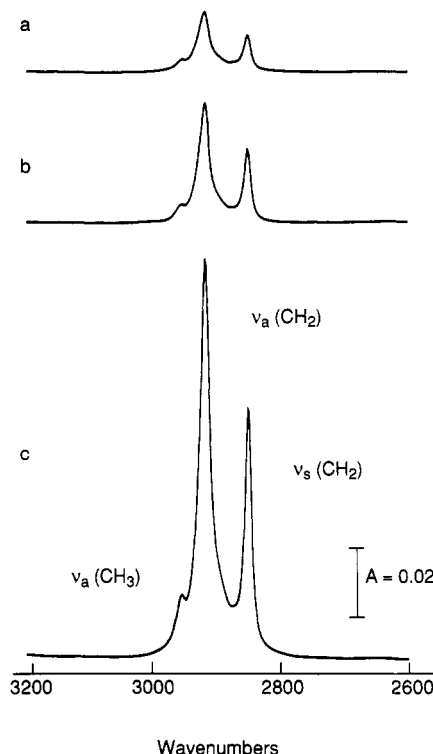 a
b
νa (CH2)
c
νs (CH2)
νa (CH3)
A = 0.02
3200 3000 2800 2600
Wavenumbers